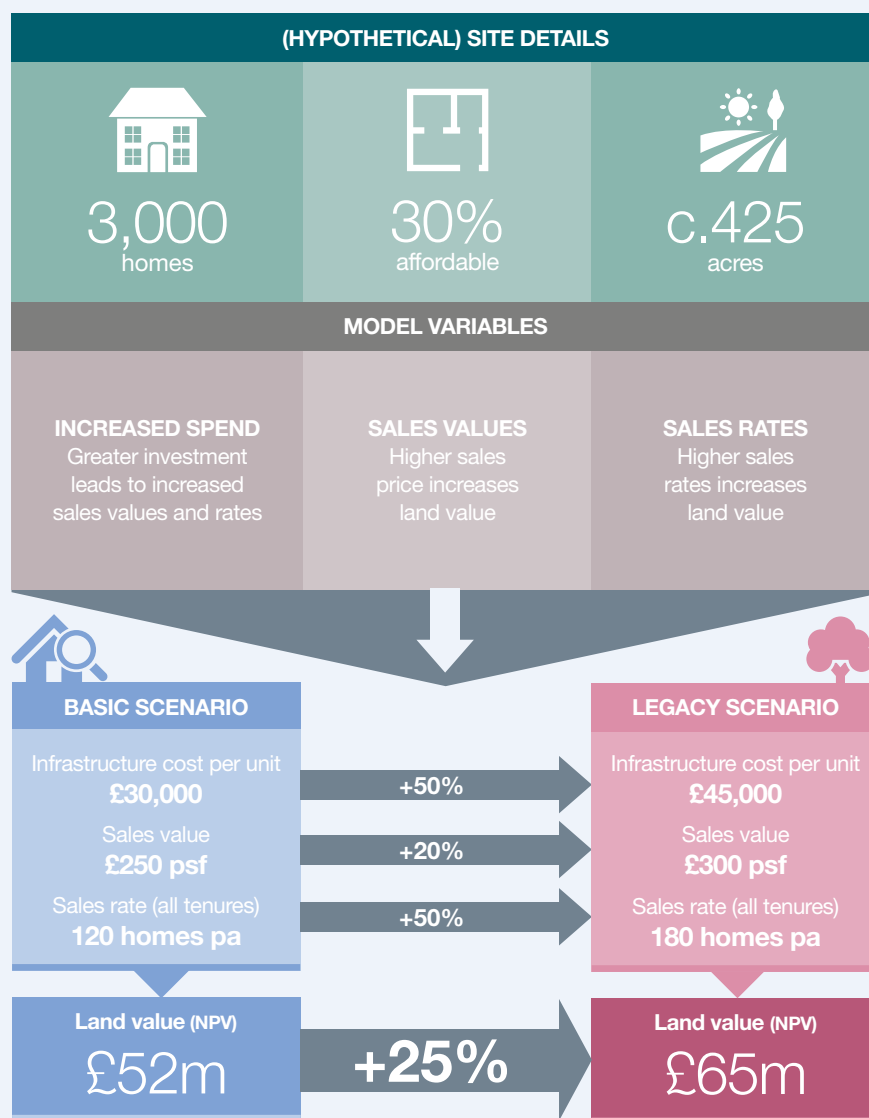 (HYPOTHETICAL) SITE DETAILS
3,000
homes
30%
affordable
c.425
acres
MODEL VARIABLES
INCREASED SPEND
Greater investment
leads to increased
sales values and rates
SALES VALUES
Higher sales
price increases
land value
SALES RATES
Higher sales
rates increases
land value
BASIC SCENARIO
Infrastructure cost per unit
£30,000
Sales value
£250 psf
Sales rate (all tenures)
120 homes pa
+50%
+20%
+50%
LEGACY SCENARIO
Infrastructure cost per unit
£45,000
Sales value
£300 psf
Sales rate (all tenures)
180 homes pa
Land value (NPV)
£52m
+25%
Land value (NPV)
£65m